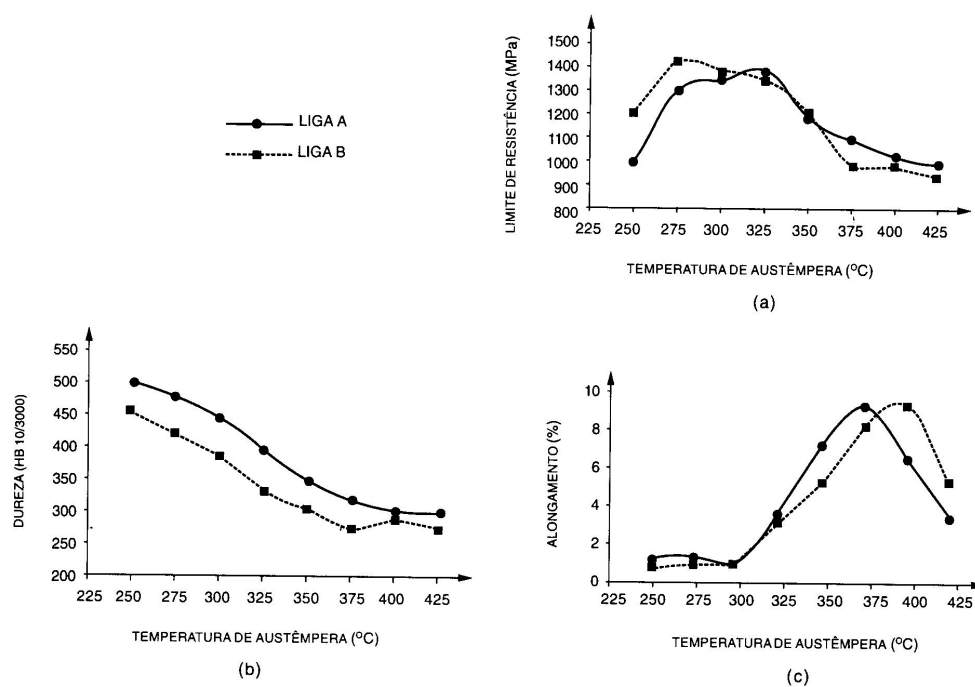 LIGA A
LIGA B
LIMITE DE RESISTÊNCIA (MPa)
1500
1400
1300
1200
1100
1000
900
800
225 250 275 300 325 350 375 400 425
TEMPERATURA DE AUSTÊMPERA (ºC)
(a)
DUREZA (HB 10/3000)
550
500
450
400
350
300
250
200
225 250 275 300 325 350 375 400 425
TEMPERATURA DE AUSTÊMPERA (ºC)
(b)
ALONGAMENTO (%)
10
8
6
4
2
0
225 250 275 300 322 375 375 400 425
TEMPERATURA DE AUSTÊMPERA (ºC)
(c)